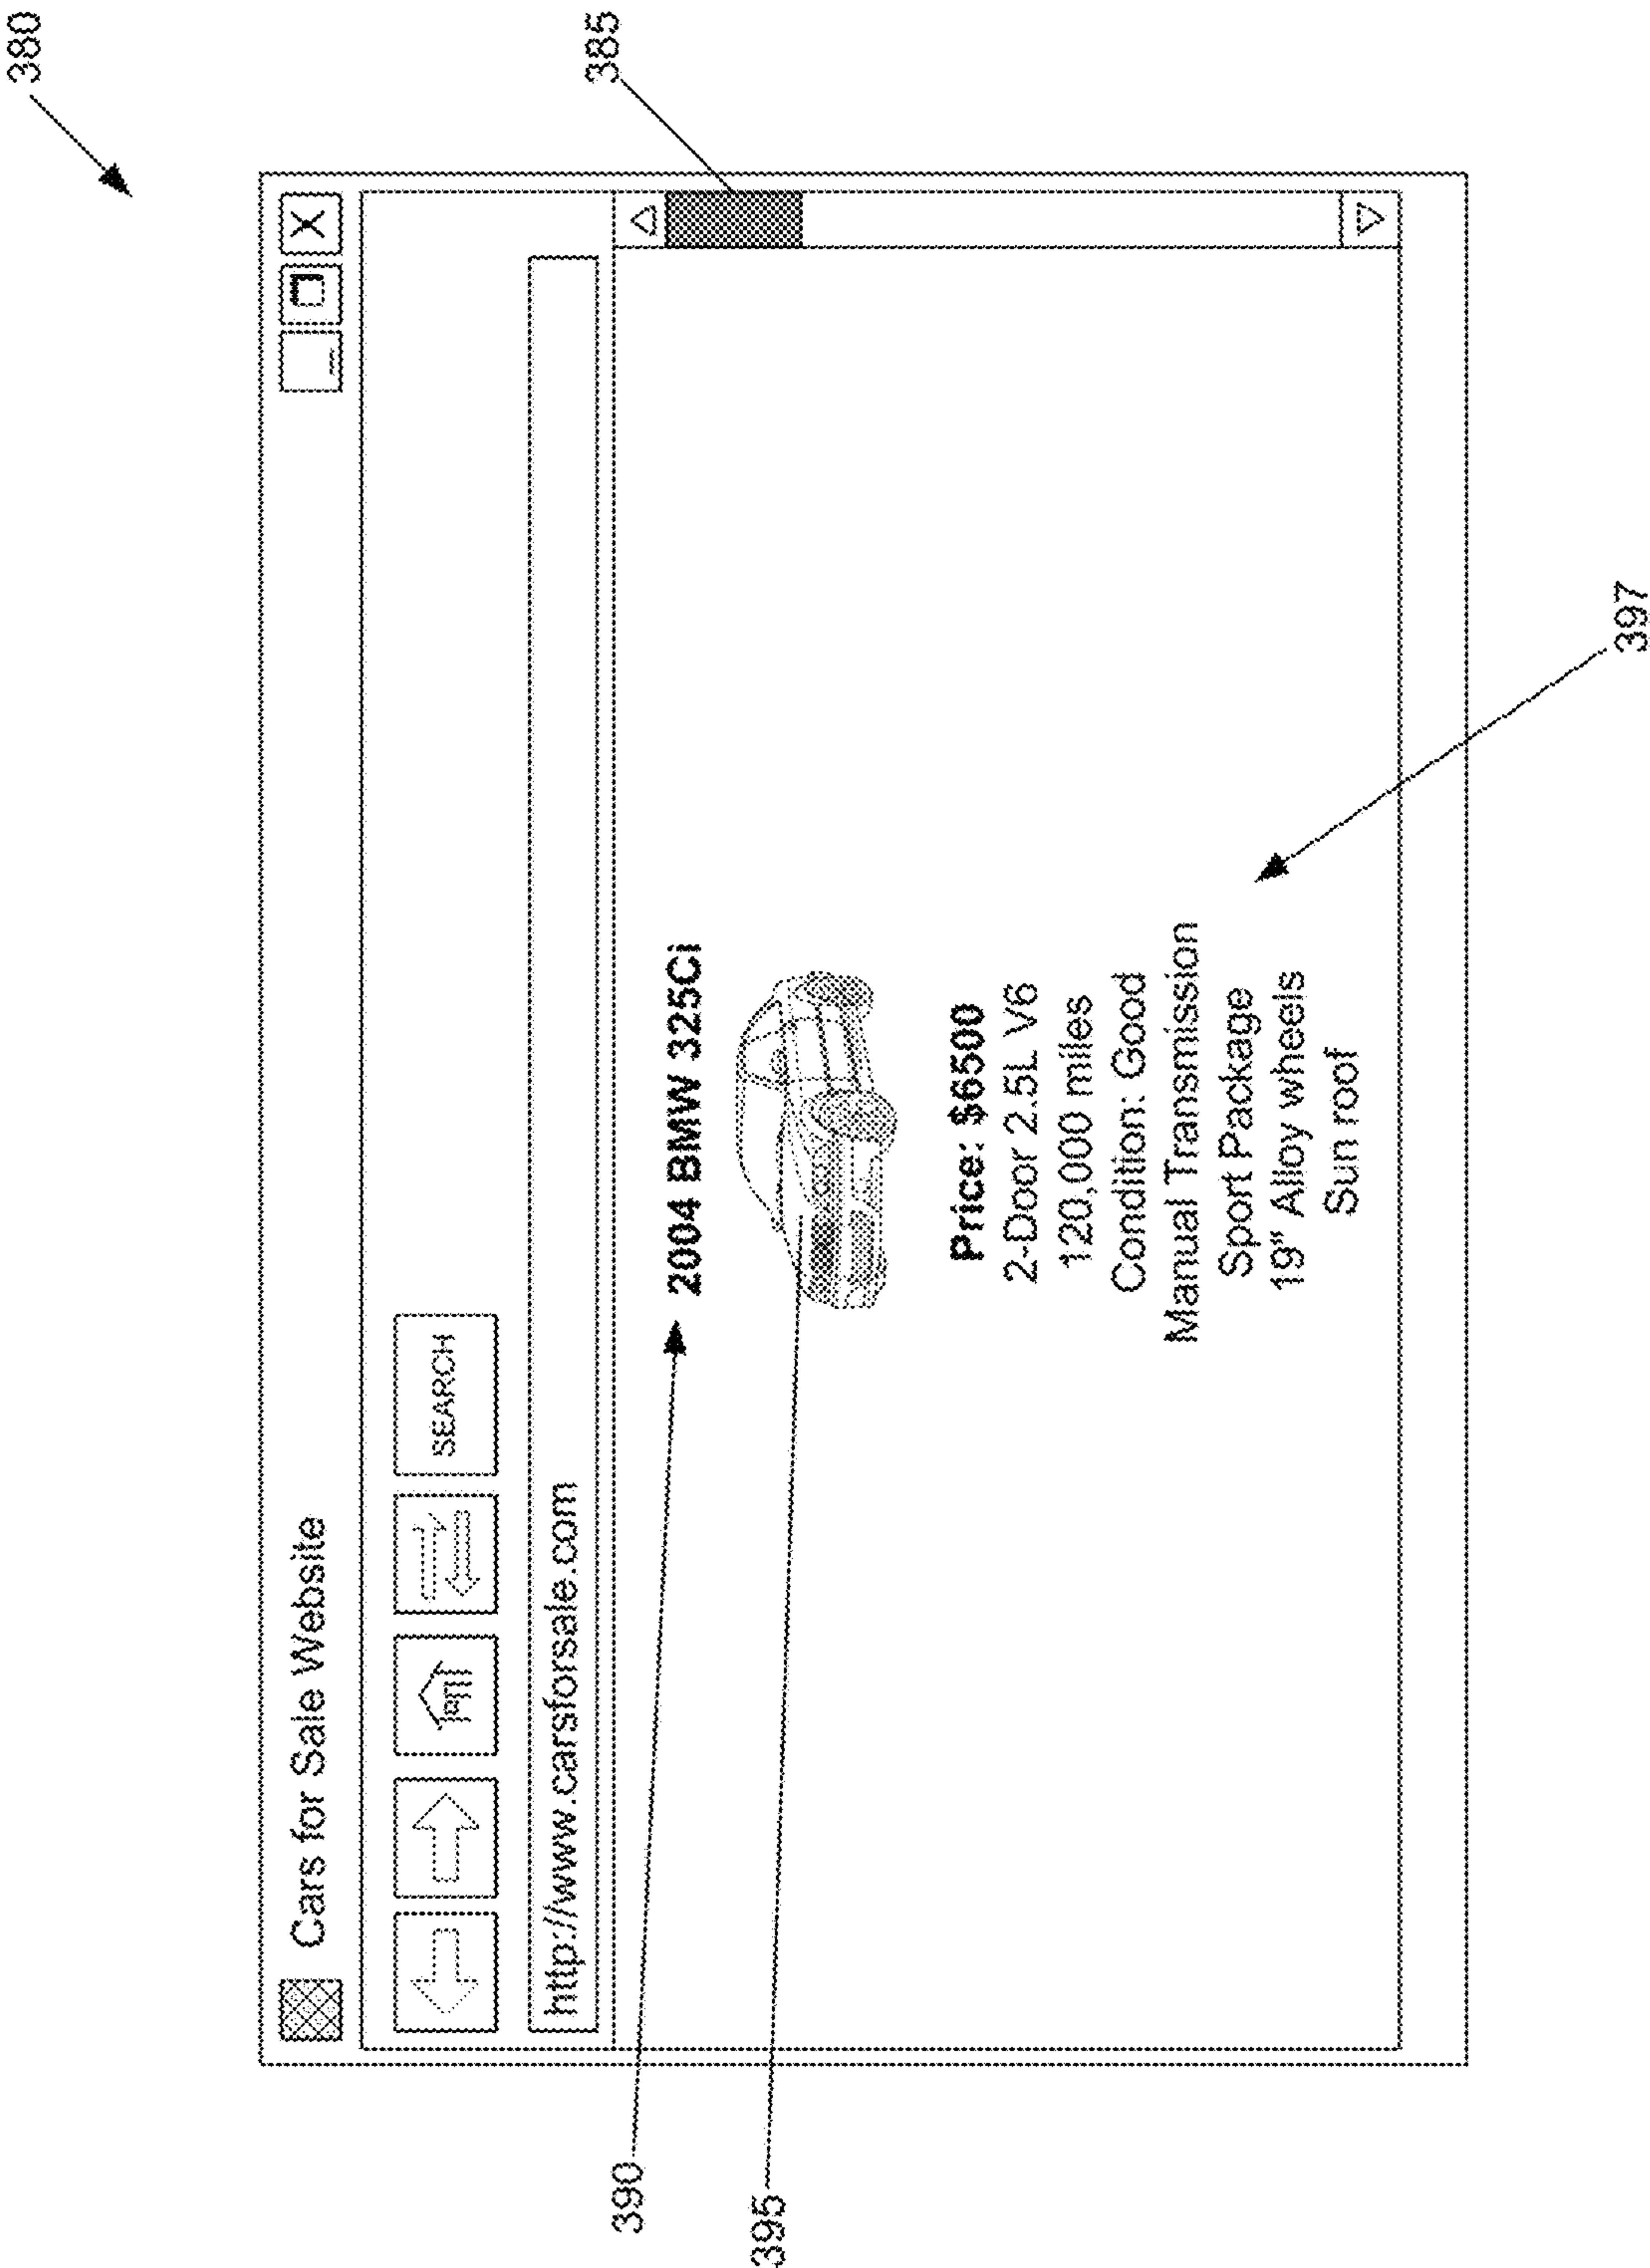 380
Cars for Sale Website
X
SEARCH
http://www.carsforsale.com
385
390
2004 BMW 325Ci
395
Price: $6500
2-Door 2.5L V6
120,000 miles
Condition: Good
Manual Transmission
Sport Package
19" Alloy wheels
Sun roof
397